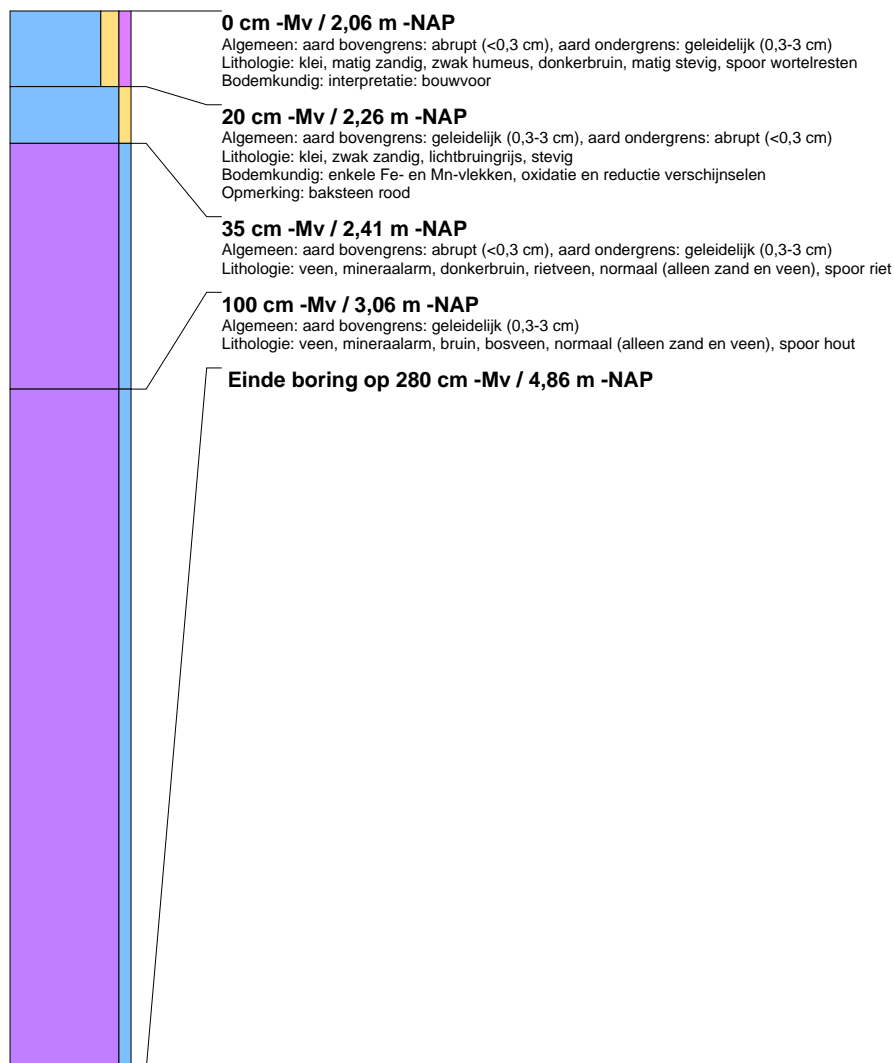 0 cm -Mv / 2,06 m -NAP
Algemeen: aard bovengrens: abrupt (<0,3 cm), aard ondergrens: geleidelijk (0,3-3 cm)
Lithologie: klei, matig zandig, zwak humeus, donkerbruin, matig stevig, spoor wortelresten
Bodemkundig: interpretatie: bouwvoor
20 cm -Mv / 2,26 m -NAP
Algemeen: aard bovengrens: geleidelijk (0,3-3 cm), aard ondergrens: abrupt (<0,3 cm)
Lithologie: klei, zwak zandig, lichtbruingrijs, stevig
Bodemkundig: enkele Fe- en Mn-vlekken, oxidatie en reductie verschijnselen
Opmerking: baksteen rood
35 cm -Mv / 2,41 m -NAP
Algemeen: aard bovengrens: abrupt (<0,3 cm), aard ondergrens: geleidelijk (0,3-3 cm)
Lithologie: veen, mineraalarm, donkerbruin, rietveen, normaal (alleen zand en veen), spoor riet
100 cm -Mv / 3,06 m -NAP
Algemeen: aard bovengrens: geleidelijk (0,3-3 cm)
Lithologie: veen, mineraalarm, bruin, bosveen, normaal (alleen zand en veen), spoor hout
Einde boring op 280 cm -Mv / 4,86 m -NAP